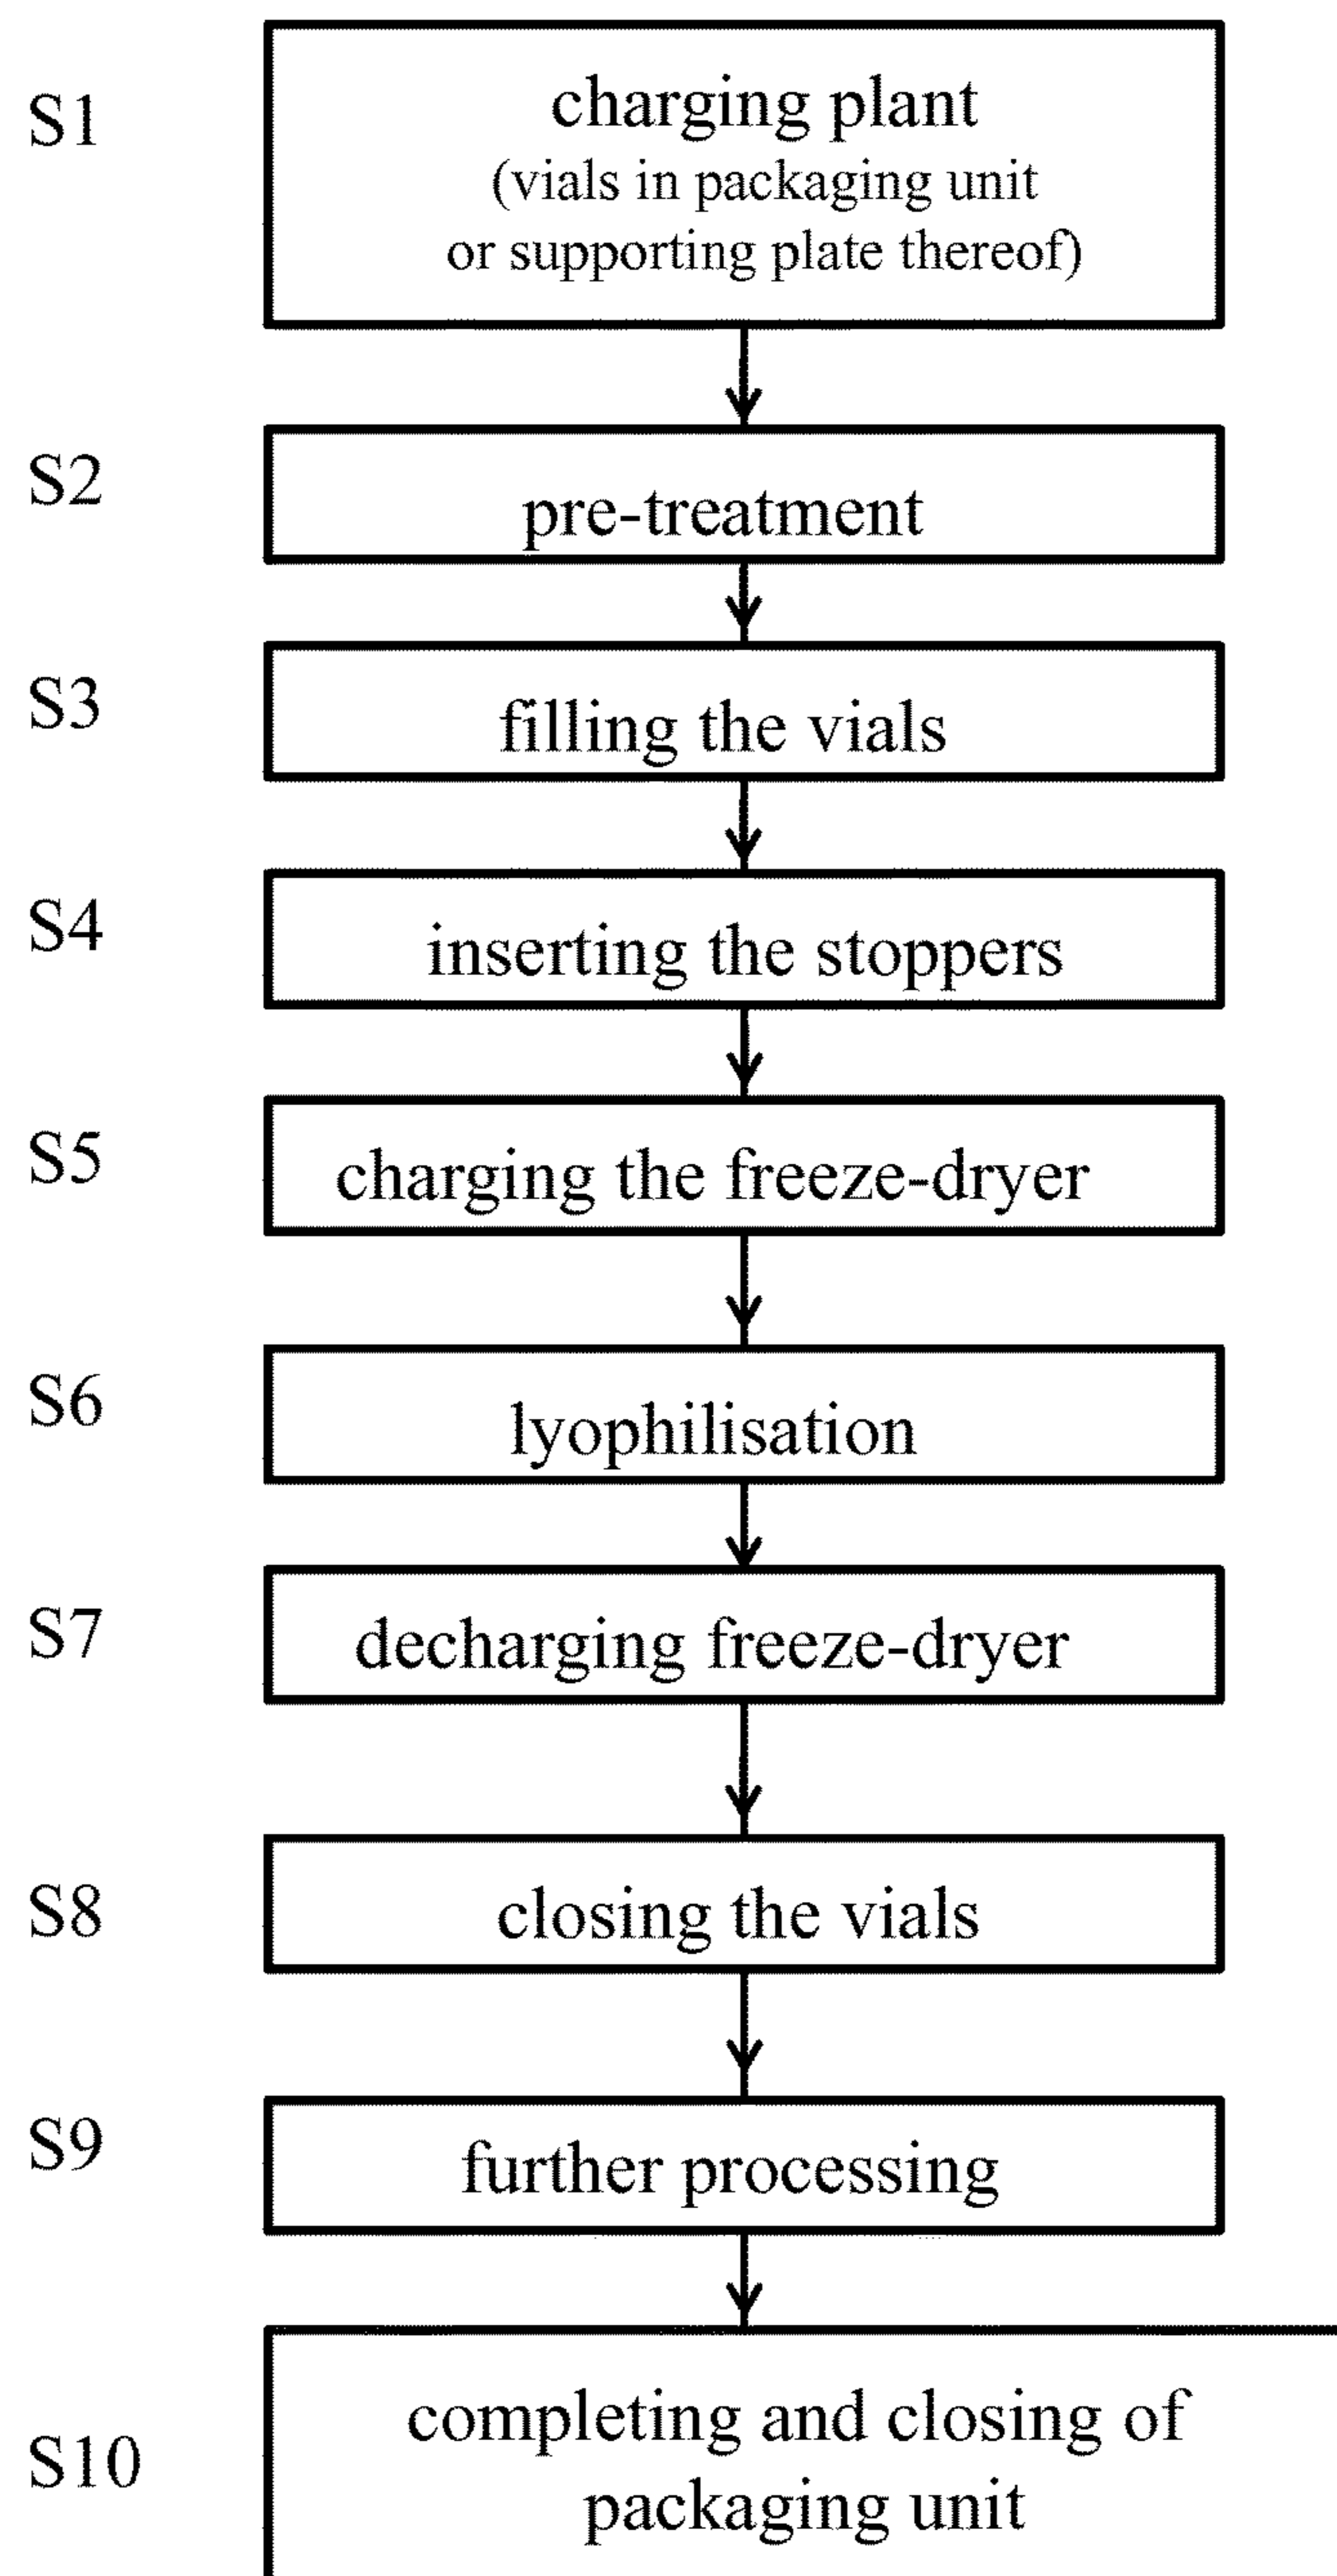 S1
charging plant
(vials in packaging unit
or supporting plate thereof)
S2
pre-treatment
S3
filling the vials
S4
inserting the stoppers
S5
charging the freeze-dryer
S6
lyophilisation
S7
decharging freeze-dryer
S8
closing the vials
S9
further processing
S10
completing and closing of
packaging unit